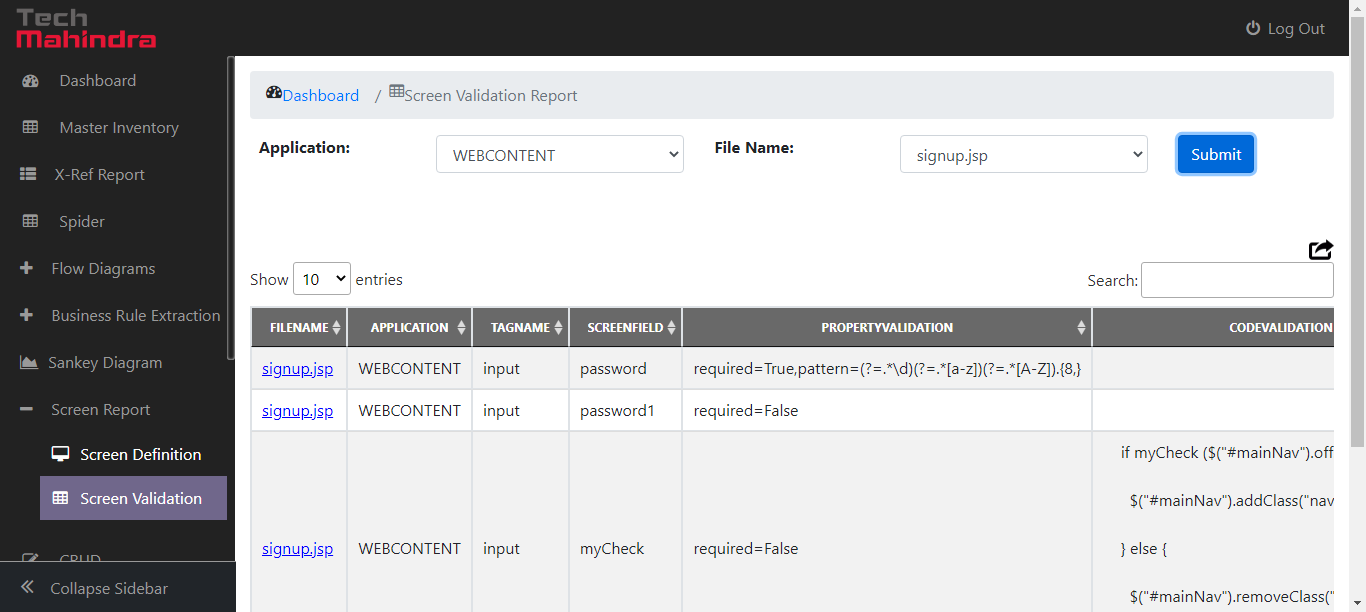 Tech
Mahindra
Log Out
Dashboard
Master Inventory
X-Ref Report
Spider
Flow Diagrams
Business Rule Extraction
Sankey Diagram
Screen Report
Screen Definition
Screen Validation
CRUD
Collapse Sidebar
Dashboard / Screen Validation Report
Application: WEBCONTENT File Name: signup.jsp Submit
Show 10 entries Search:
FILENAME APPLICATION TAGNAME SCREENFIELD PROPERTYVALIDATION CODEVALIDATION
signup.jsp WEBCONTENT input password required=True,pattern=(?=.*\d)(?=.*[a-z])(?=.*[A-Z]).{8,}
signup.jsp WEBCONTENT input password1 required=False
if myCheck ($("#mainNav").off
$("#mainNav").addClass("nav
signup.jsp WEBCONTENT input myCheck required=False } else {
$("#mainNav").removeClass("